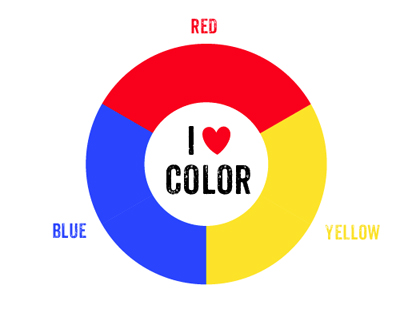 RED
I ♥
COLOR
BLUE
YELLOW